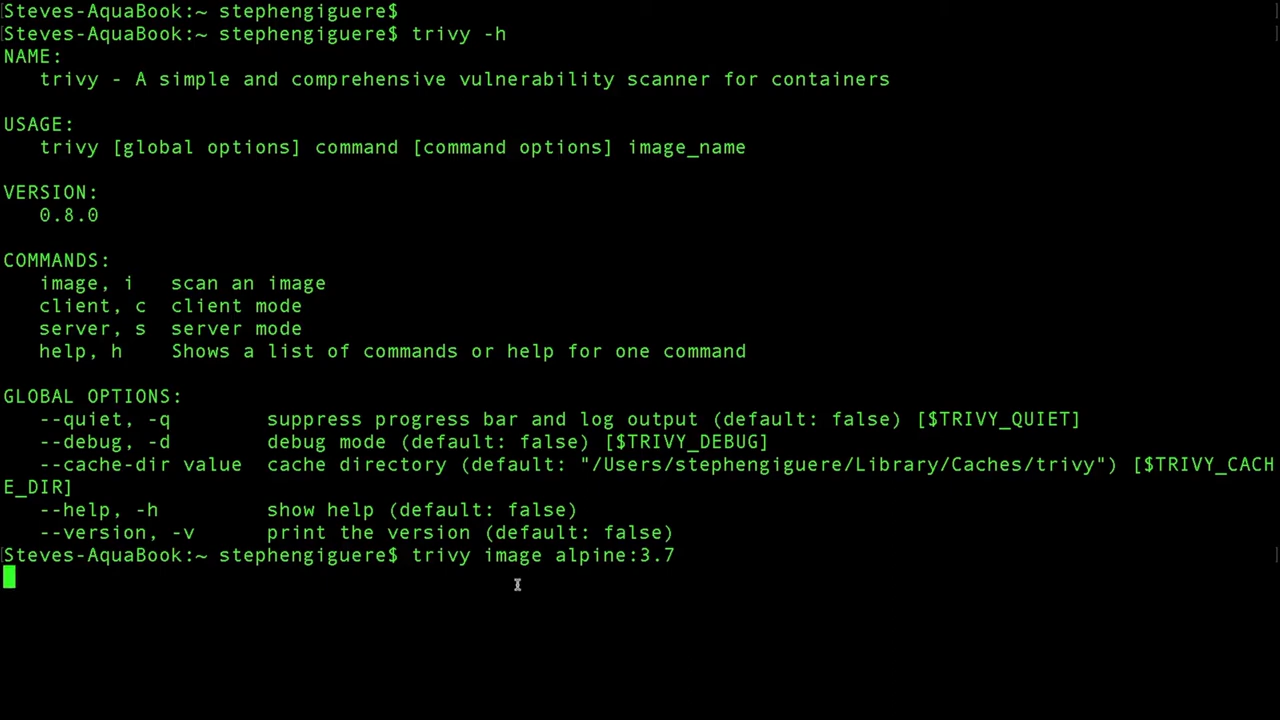 Steves-AquaBook:~ stephengiguere$
Steves-AquaBook:~ stephengiguere$ trivy -h
NAME:
   trivy - A simple and comprehensive vulnerability scanner for containers

USAGE:
   trivy [global options] command [command options] image_name

VERSION:
   0.8.0

COMMANDS:
   image, i   scan an image
   client, c  client mode
   server, s  server mode
   help, h    Shows a list of commands or help for one command

GLOBAL OPTIONS:
   --quiet, -q        suppress progress bar and log output (default: false) [$TRIVY_QUIET]
   --debug, -d        debug mode (default: false) [$TRIVY_DEBUG]
   --cache-dir value  cache directory (default: "/Users/stephengiguere/Library/Caches/trivy") [$TRIVY_CACH
E_DIR]
   --help, -h         show help (default: false)
   --version, -v      print the version (default: false)
Steves-AquaBook:~ stephengiguere$ trivy image alpine:3.7